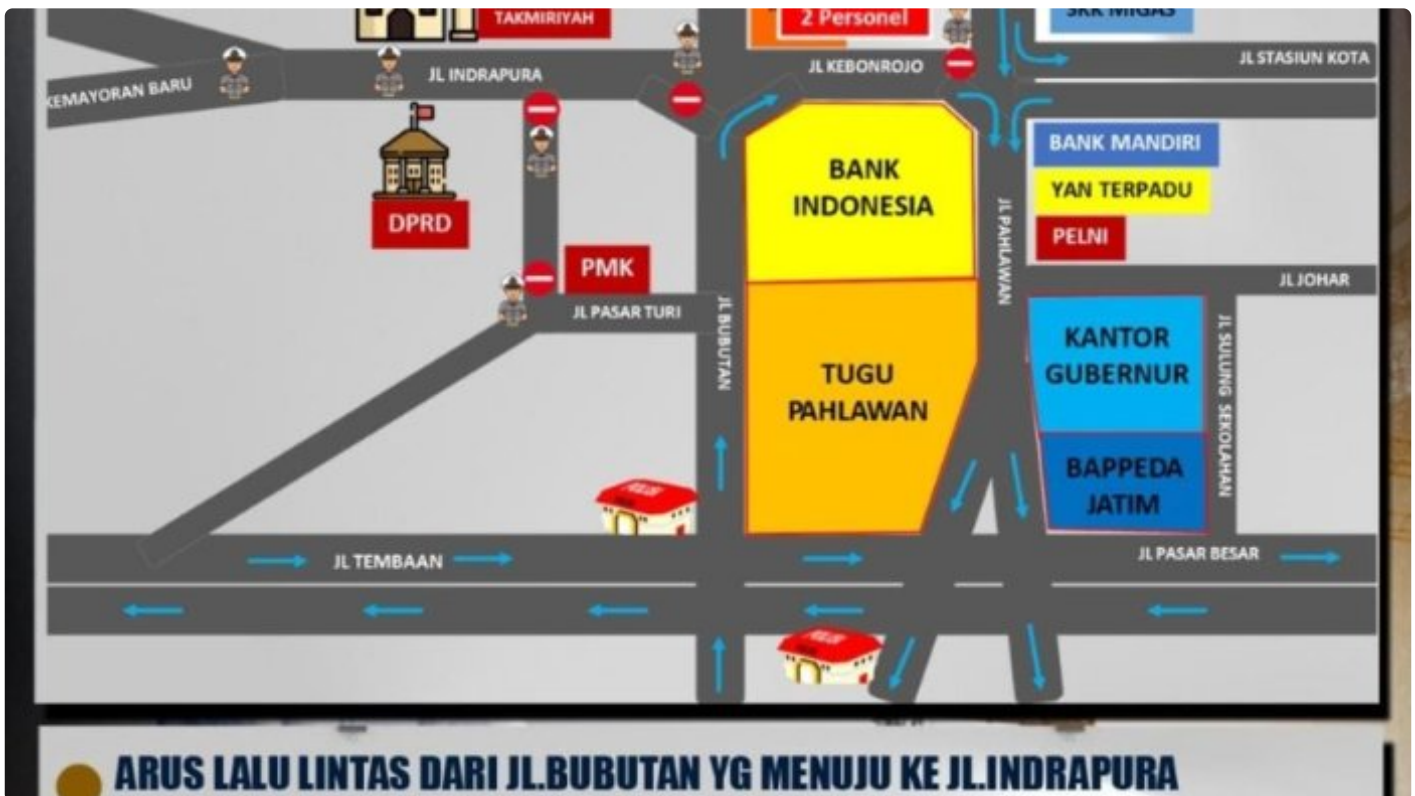 TAKMIRIYAH
2 Personel
SKK MIGAS
JL STASIUN KOTA
JL INDRAPURA
JL KEBONROJO
KEMAYORAN BARU
BANK MANDIRI
BANK
INDONESIA
YAN TERPADU
JL PAHLAWAN
DPRD
PELNI
PMK
JL JOHAR
JL PASAR TURI
JL BUBUTAN
KANTOR
GUBERNUR
JL SULUNG SEKOLAHAN
TUGU
PAHLAWAN
BAPPEDA
JATIM
JL TEMBAAN
JL PASAR BESAR
ARUS LALU LINTAS DARI JL.BUBUTAN YG MENUJU KE JL.INDRAPURA